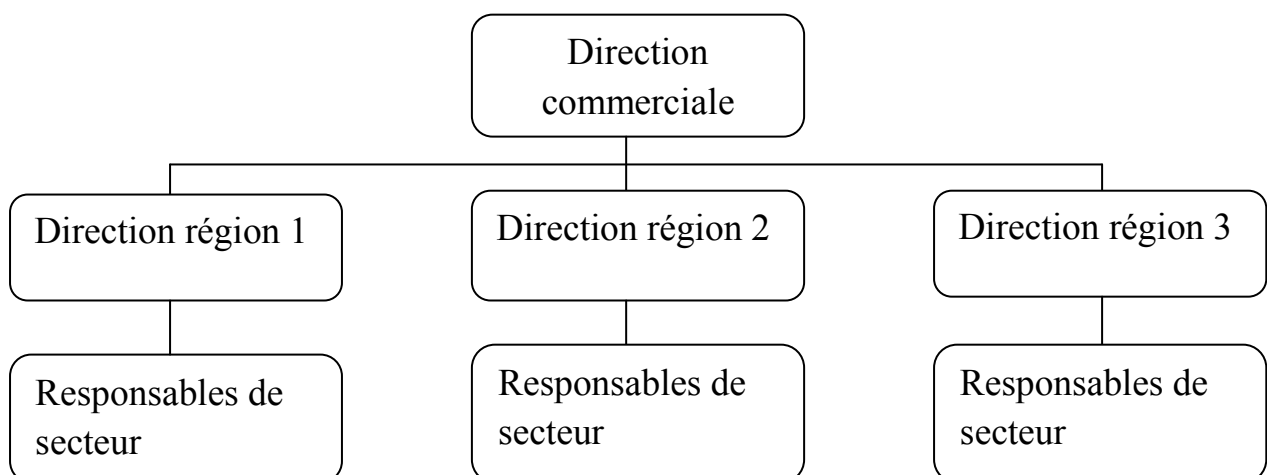 Direction
commerciale
Direction région 1
Direction région 2
Direction région 3
Responsables de
secteur
Responsables de
secteur
Responsables de
secteur